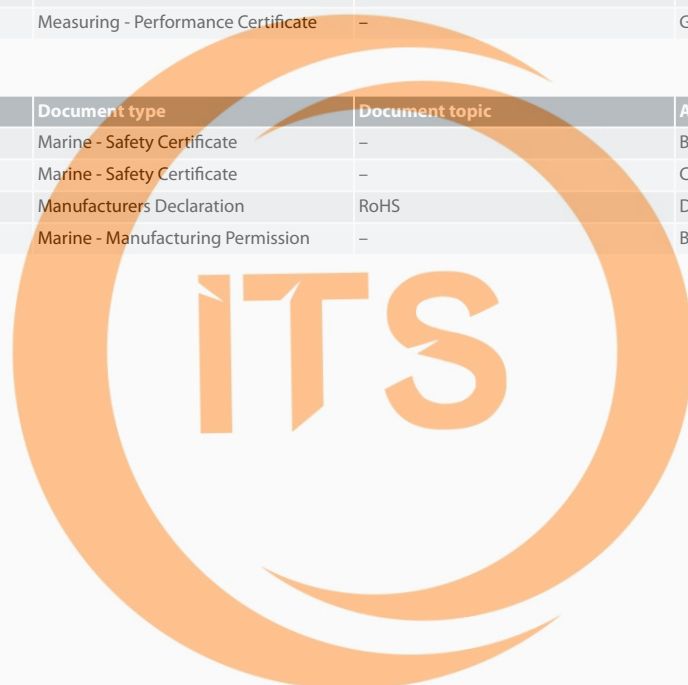 Measuring - Performance Certificate – G
Document type Document topic A
Marine - Safety Certificate – B
Marine - Safety Certificate –
Manufacturers Declaration RoHS D
Marine - Manufacturing Permission – B
ITS